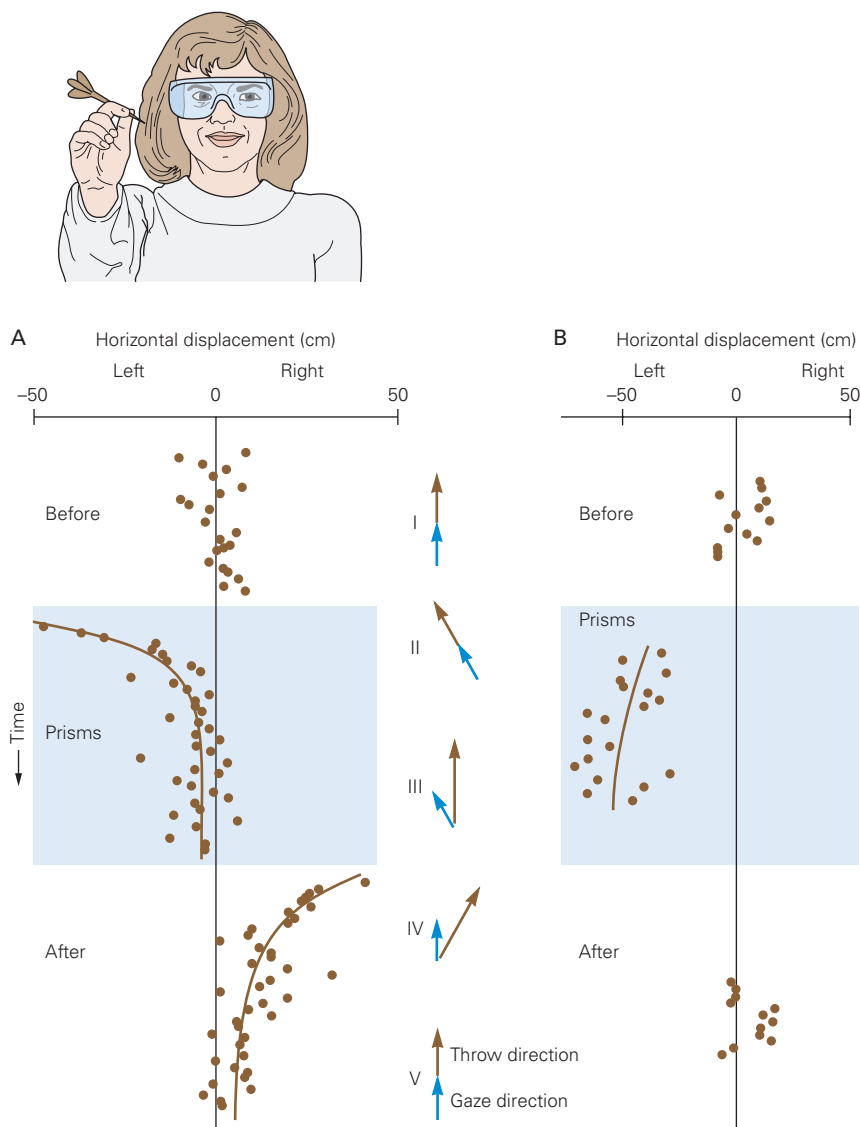 A
Horizontal displacement (cm)
Left Right
–50 0 50
Before
Prisms
Time
After
I
II
III
IV
V
Throw direction
Gaze direction
B
Horizontal displacement (cm)
Left Right
–50 0 50
Before
Prisms
After